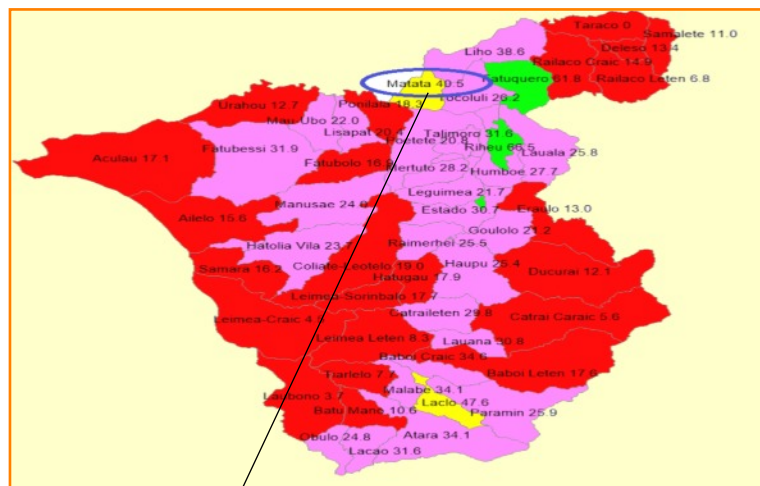 Taraco 0
Samalete 11.0
Liho 38.6
Deleso 13.4
Railaco Craic 14.9
Matata 49.5
Fatuquero 61.8
Railaco Leten 6.8
Urahou 12.7
Ponilala 18.3
Tocoluli 26.2
Mau-Ubo 22.0
Lisapat 20.4
Talimoro 31.6
Poetete 20.8
Riheu 66.5
Lauala 25.8
Fatubessi 31.9
Aculau 17.1
Fatubolo 16.9
Mertuto 28.2
Humboe 27.7
Leguimea 21.7
Manusae 24.0
Estado 30.7
Eraulo 13.0
Ailelo 15.6
Goulolo 21.2
Hatolia Vila 23.7
Raimerhei 25.5
Samara 16.2
Coliate-Leotelo 19.0
Haupu 25.4
Hatugau 17.9
Ducurai 12.1
Leimea-Sorinbalo 17.7
Catraileten 29.8
Catrai Caraic 5.6
Leimea Leten 8.3
Lauana 30.8
Baboi Craic 34.6
Tiarlelo 7.7
Baboi Leten 17.6
Malabe 34.1
Laubono 3.7
Laclo 47.6
Batu Mano 10.6
Paramin 25.9
Obulo 24.8
Atara 34.1
Lacao 31.6